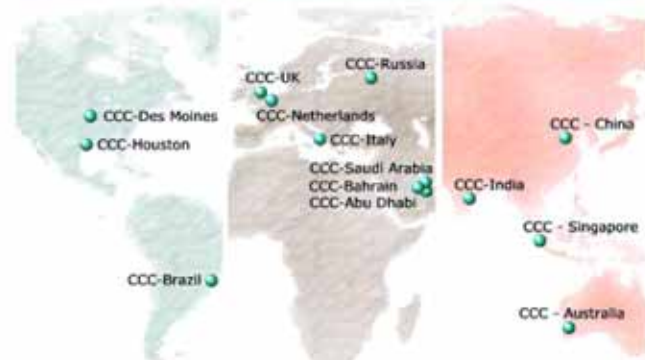 CCC-Des Moines
CCC-Houston
CCC-Brazil
CCC-Russia
CCC-UK
CCC-Netherlands
CCC-Italy
CCC-Saudi Arabia
CCC-Bahrain
CCC-Abu Dhabi
CCC - China
CCC-India
CCC - Singapore
CCC - Australia